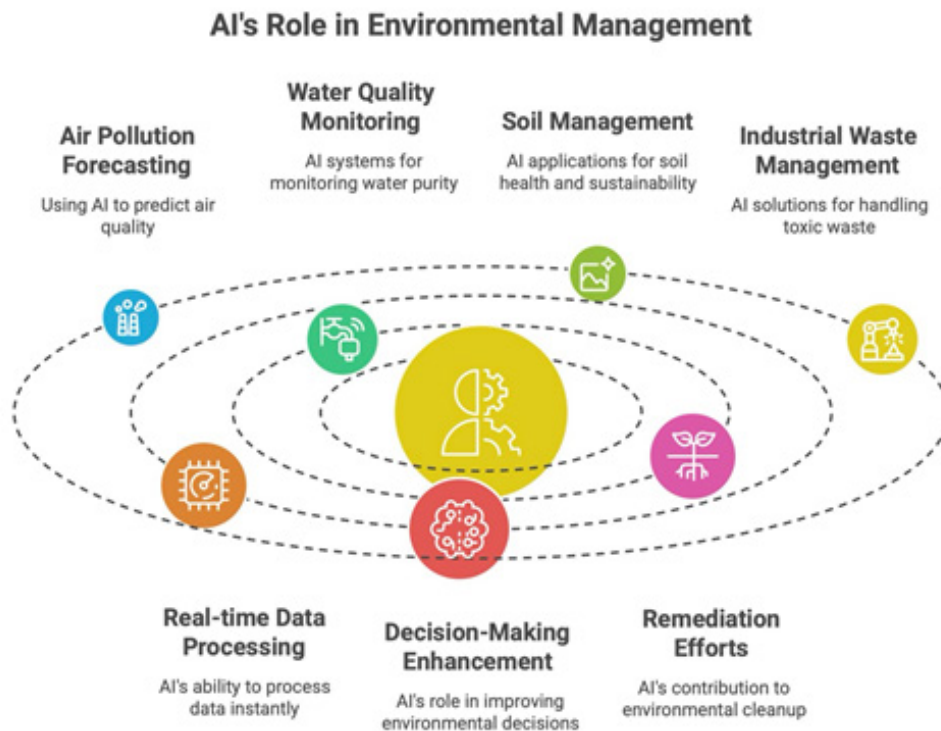 AI's Role in Environmental Management
Air Pollution
Forecasting
Using AI to predict air
quality
Water Quality
Monitoring
AI systems for
monitoring water purity
Soil Management
AI applications for soil
health and sustainability
Industrial Waste
Management
AI solutions for handling
toxic waste
Real-time Data
Processing
AI's ability to process
data instantly
Decision-Making
Enhancement
AI's role in improving
environmental decisions
Remediation
Efforts
AI's contribution to
environmental cleanup